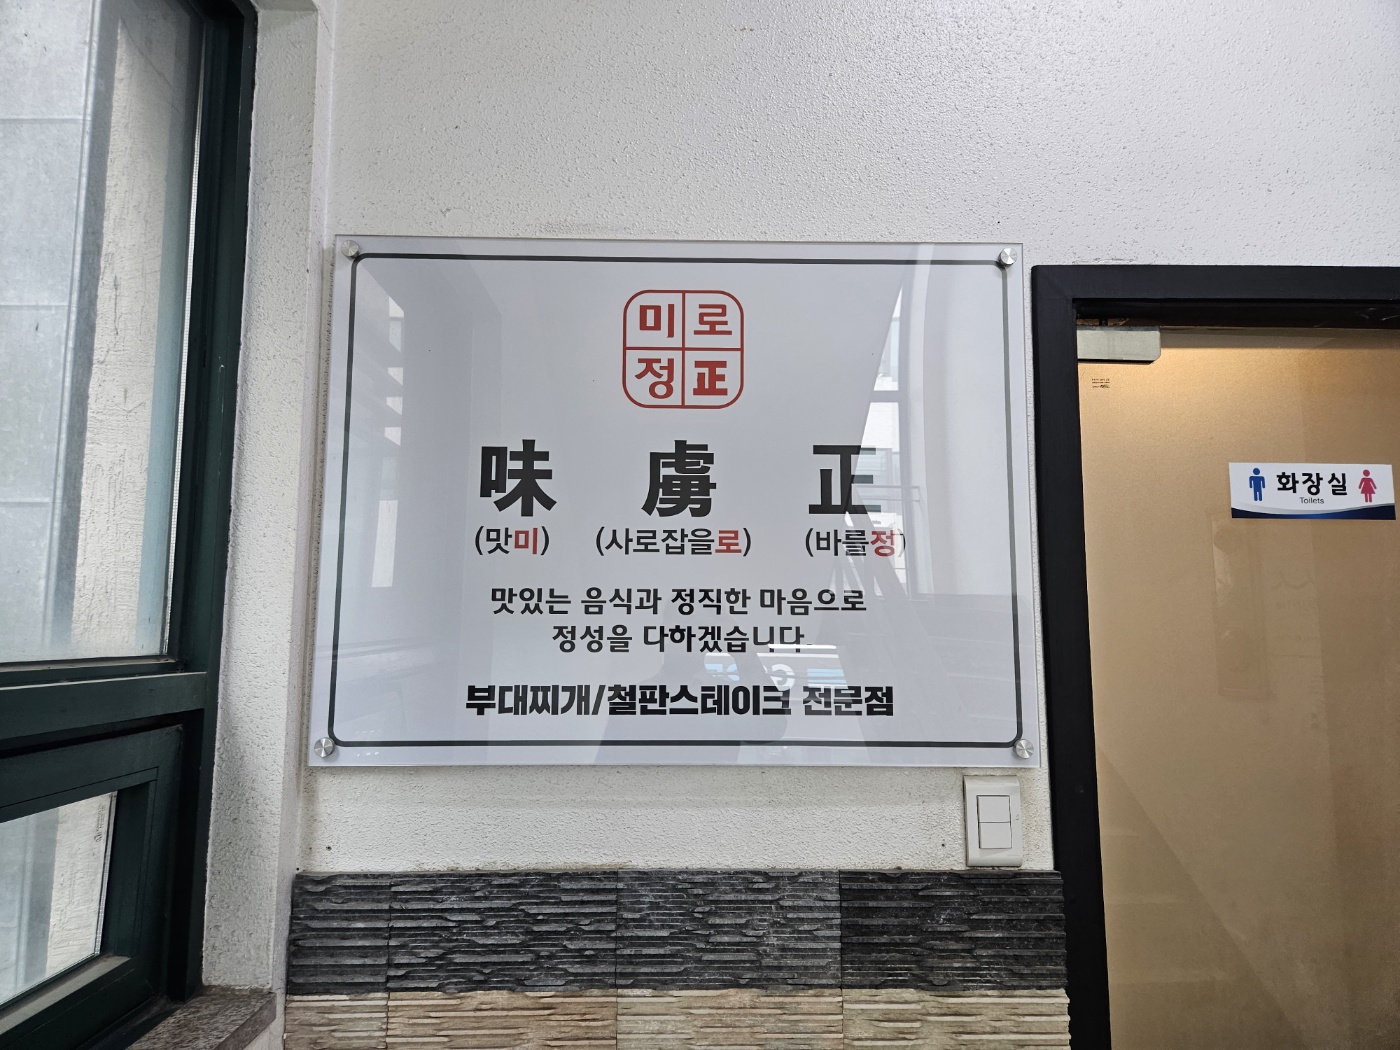 미로
정正
味 虜 正
(맛미) (사로잡을로) (바를정)
맛있는 음식과 정직한 마음으로
정성을 다하겠습니다
부대찌개/철판스테이크 전문점
화장실
Toilets